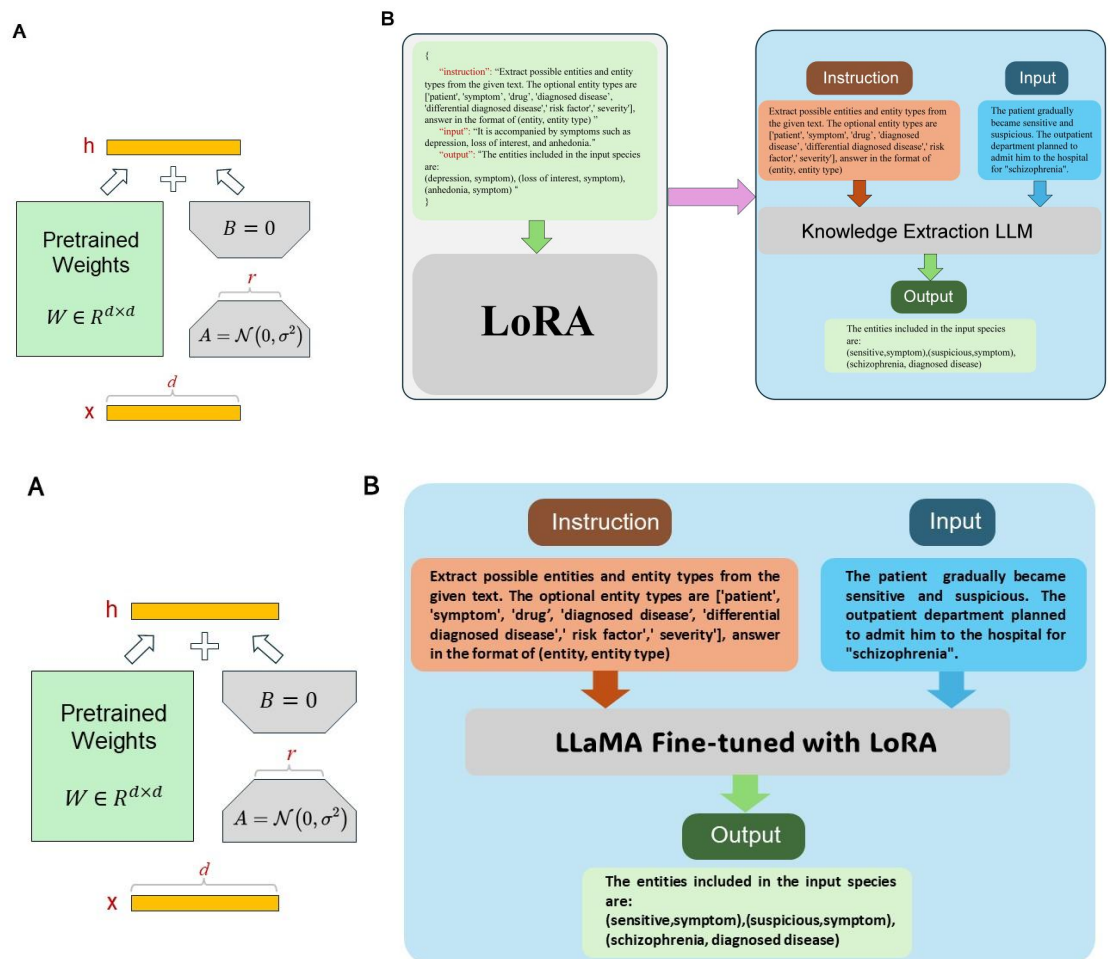 A
h
Pretrained
Weights
W ∈ R^{d×d}
B = 0
r
A = 𝒩(0, σ²)
d
x
B
{
“instruction”: “Extract possible entities and entity
types from the given text. The optional entity types are
['patient', 'symptom', 'drug', 'diagnosed disease',
'differential diagnosed disease',' risk factor',' severity'],
answer in the format of (entity, entity type) ”
“input”: “It is accompanied by symptoms such as
depression, loss of interest, and anhedonia.”
“output”: "The entities included in the input species
are:
(depression, symptom), (loss of interest, symptom),
(anhedonia, symptom) "
}
LoRA
Instruction
Extract possible entities and entity types from
the given text. The optional entity types are
['patient', 'symptom', 'drug', 'diagnosed
disease', 'differential diagnosed disease',' risk
factor',' severity'], answer in the format of
(entity, entity type)
Input
The patient gradually
became sensitive and
suspicious. The outpatient
department planned to
admit him to the hospital
for "schizophrenia".
Knowledge Extraction LLM
Output
The entities included in the input species
are:
(sensitive,symptom),(suspicious,symptom),
(schizophrenia, diagnosed disease)
A
h
Pretrained
Weights
W ∈ R^{d×d}
B = 0
r
A = 𝒩(0, σ²)
d
x
B
Instruction
Extract possible entities and entity types from the
given text. The optional entity types are ['patient',
'symptom', 'drug', 'diagnosed disease', 'differential
diagnosed disease',' risk factor',' severity'], answer
in the format of (entity, entity type)
Input
The patient gradually became
sensitive and suspicious. The
outpatient department planned
to admit him to the hospital for
"schizophrenia".
LLaMA Fine-tuned with LoRA
Output
The entities included in the input species
are:
(sensitive,symptom),(suspicious,symptom),
(schizophrenia, diagnosed disease)